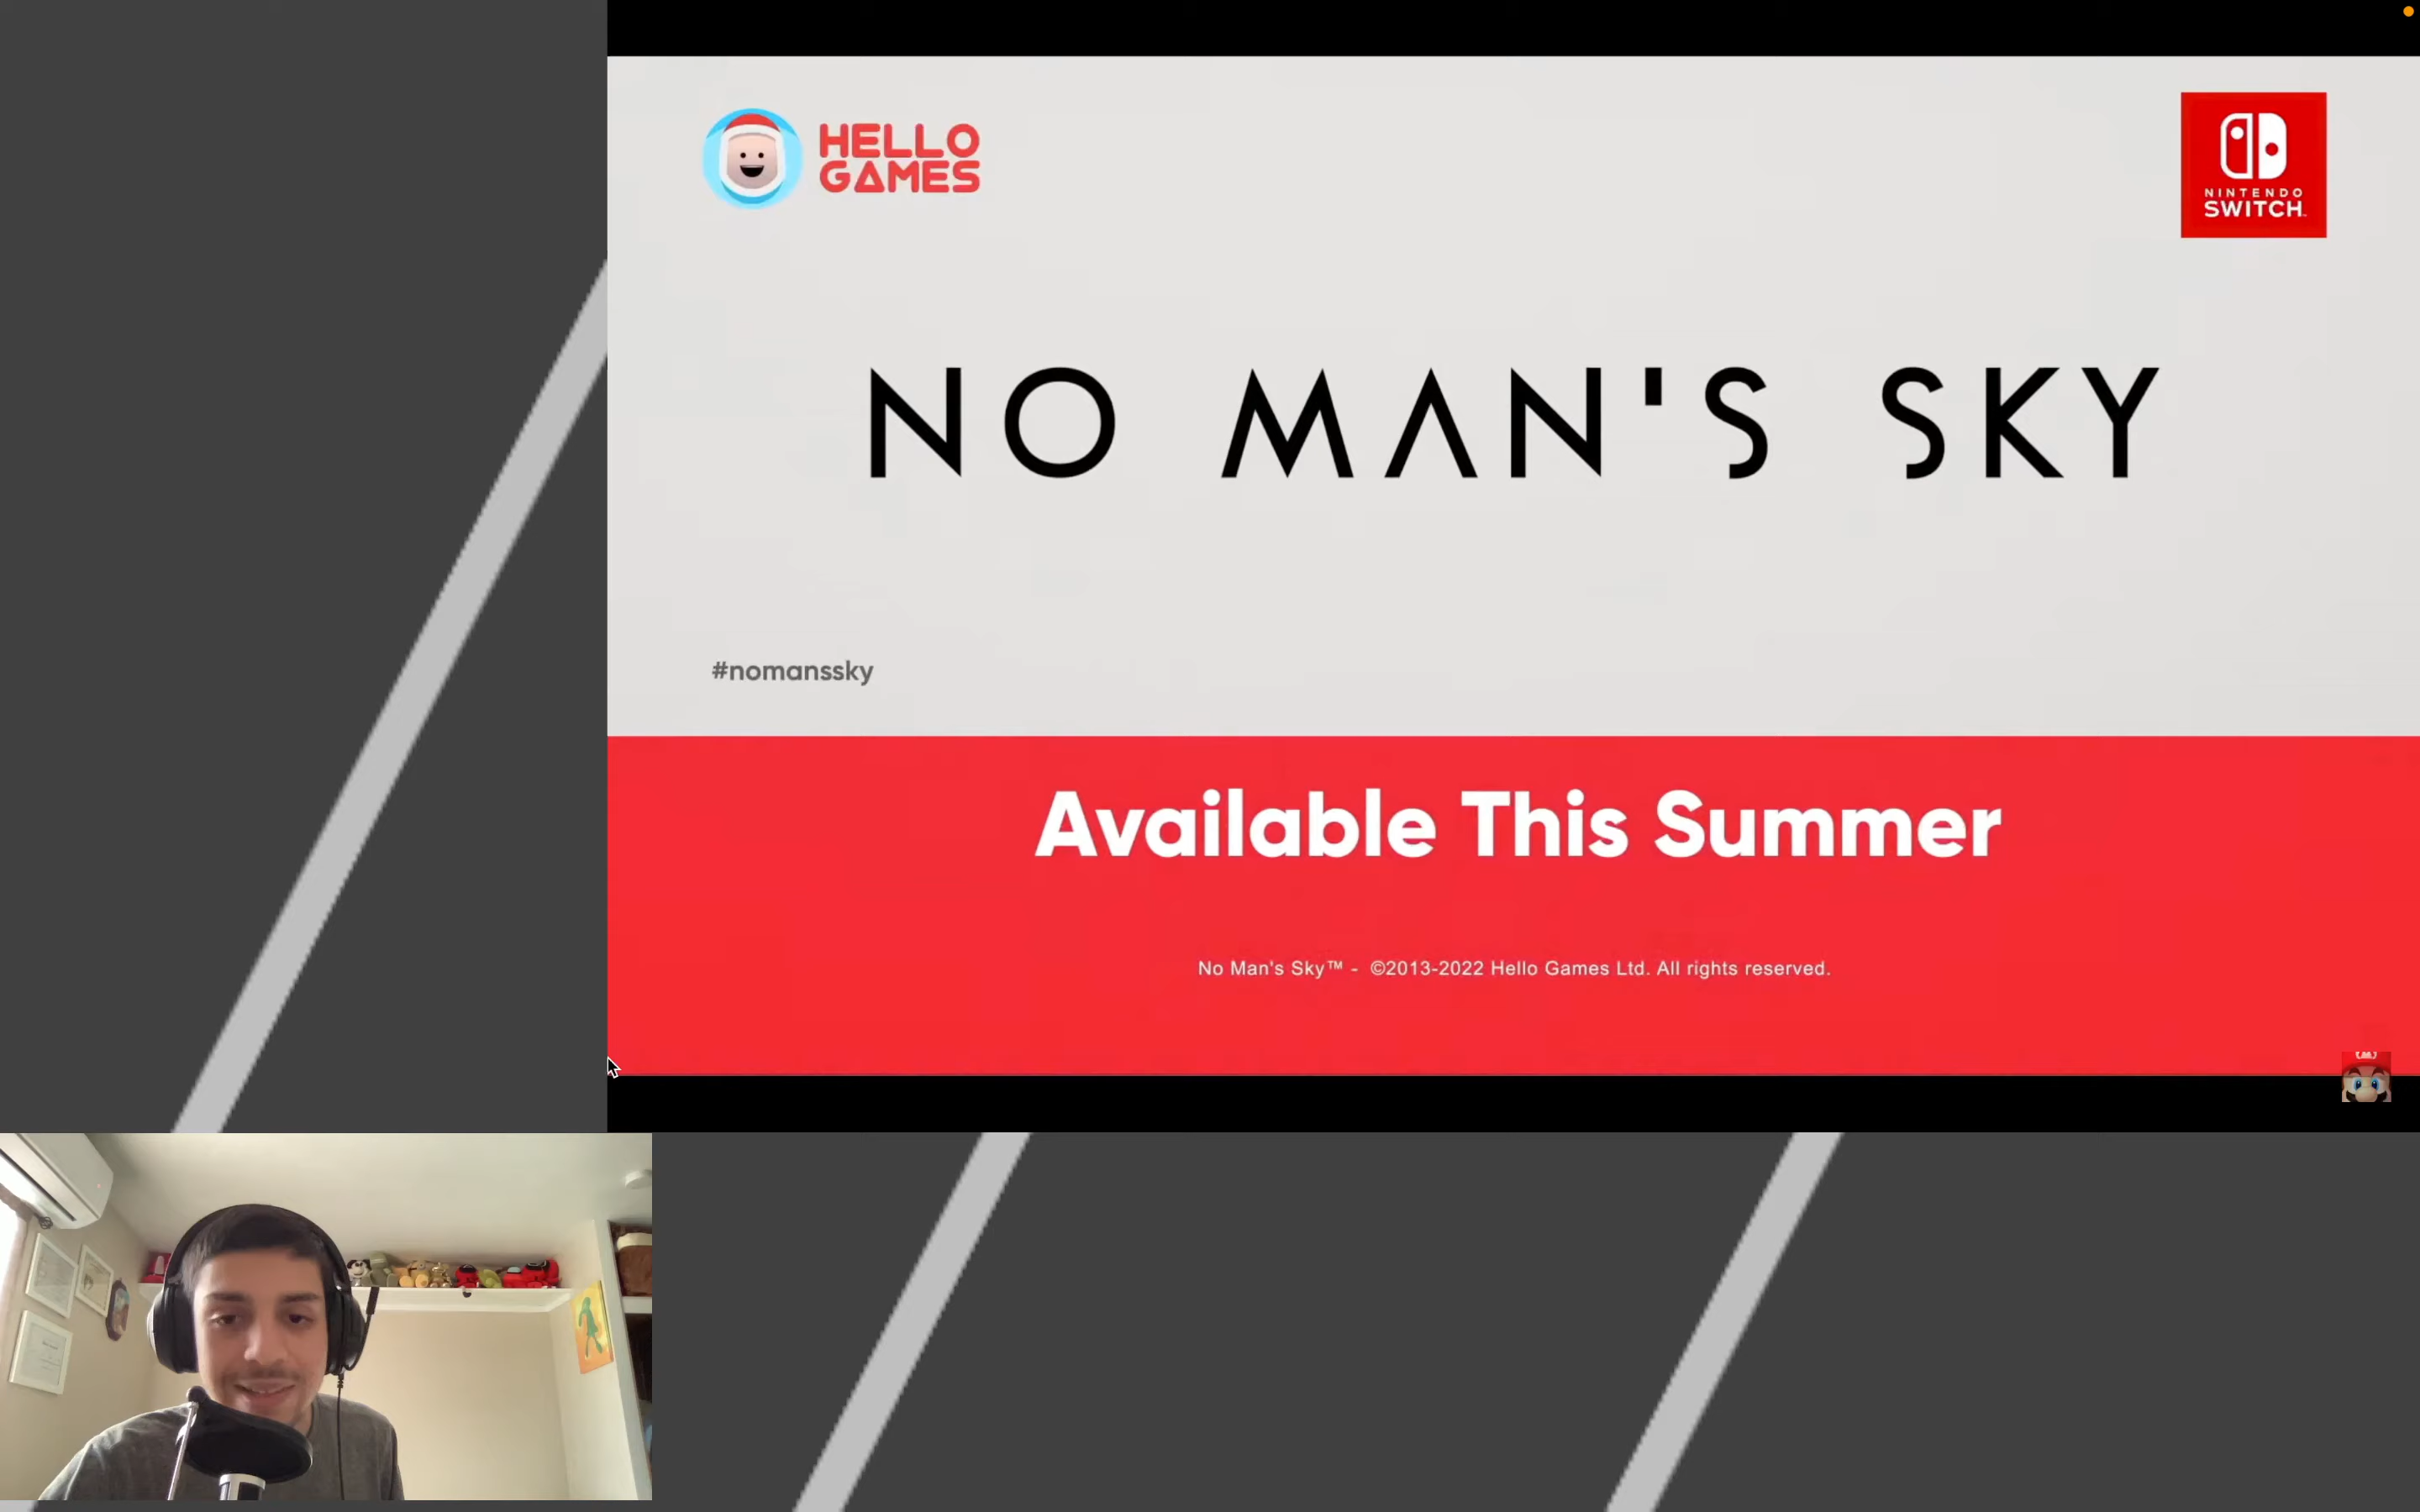 HELLO
GAMES
NINTENDO
SWITCH™
NO MAN'S SKY
#nomanssky
Available This Summer
No Man's Sky™ - ©2013-2022 Hello Games Ltd. All rights reserved.
M